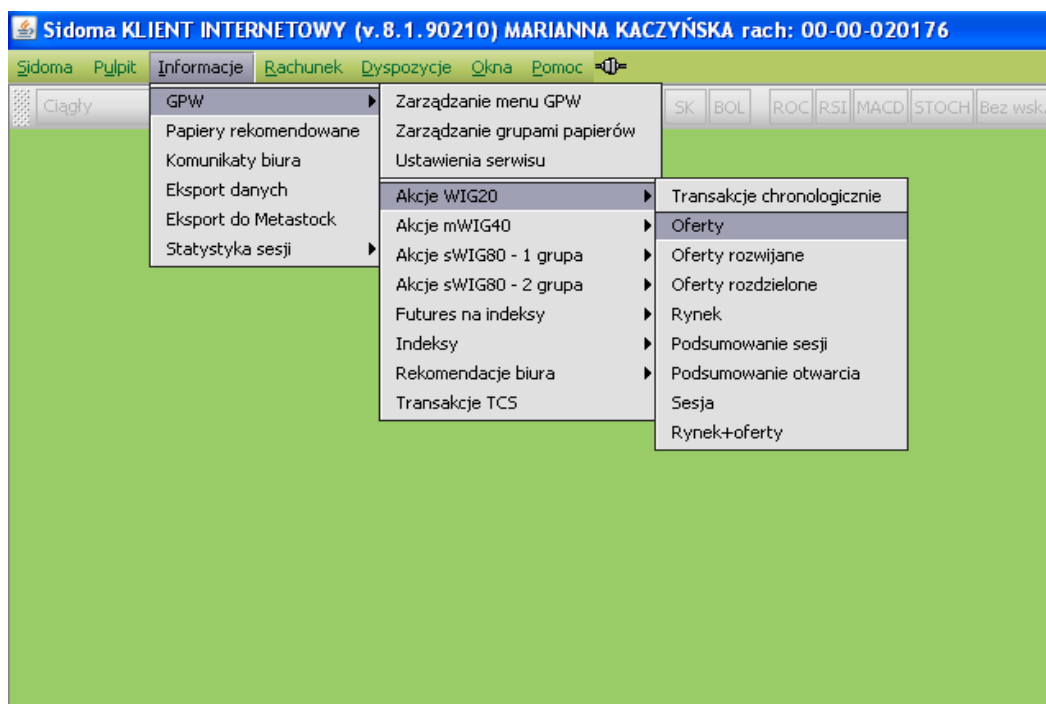 Sidoma KLIENT INTERNETOWY (v.8.1.90210) MARIANNA KACZYŃSKA rach: 00-00-020176
Sidoma Pulpit Informacje Rachunek Dyspozycje Okna Pomoc
Ciągły
SK BOL ROC RSI MACD STOCH Bez wsk.
GPW
Papiery rekomendowane
Komunikaty biura
Eksport danych
Eksport do Metastock
Statystyka sesji
Zarządzanie menu GPW
Zarządzanie grupami papierów
Ustawienia serwisu
Akcje WIG20
Akcje mWIG40
Akcje sWIG80 - 1 grupa
Akcje sWIG80 - 2 grupa
Futures na indeksy
Indeksy
Rekomendacje biura
Transakcje TCS
Transakcje chronologicznie
Oferty
Oferty rozwijane
Oferty rozdzielone
Rynek
Podsumowanie sesji
Podsumowanie otwarcia
Sesja
Rynek+oferty